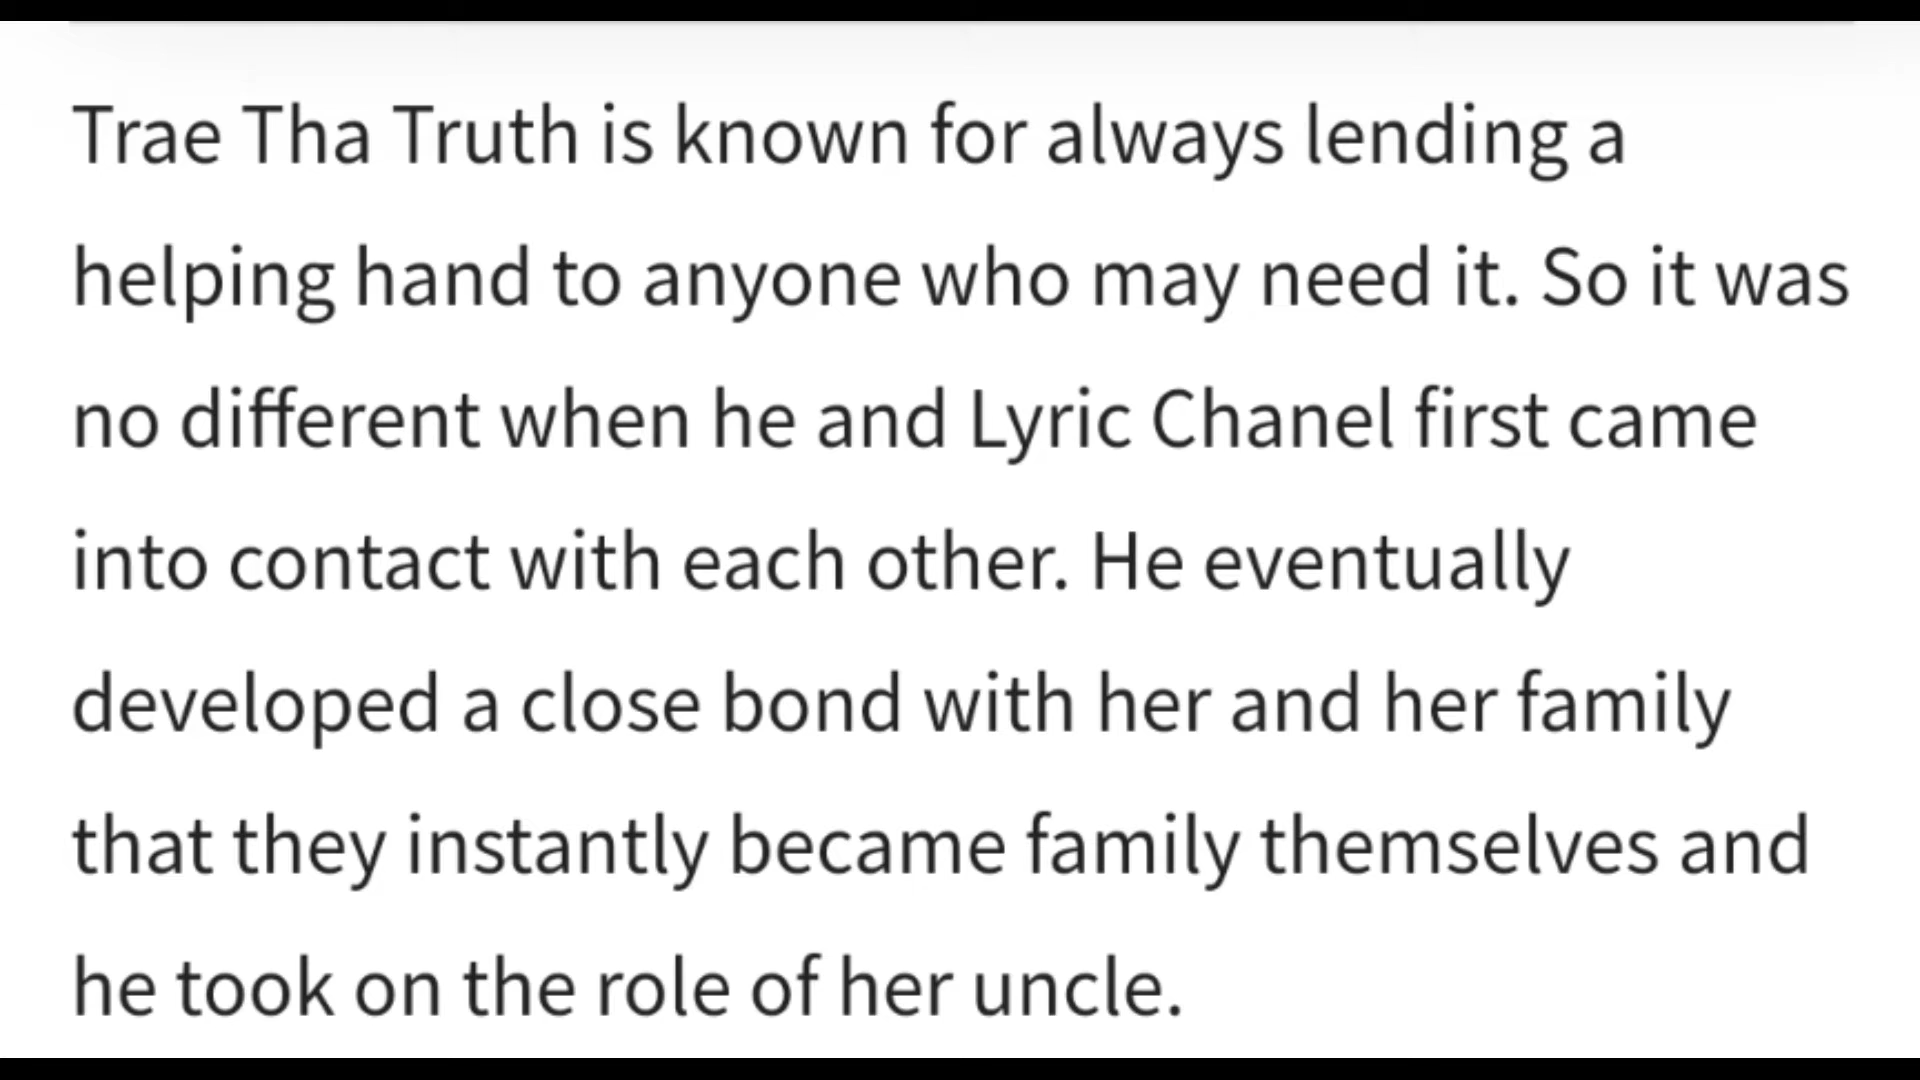 Trae Tha Truth is known for always lending a
helping hand to anyone who may need it. So it was
no different when he and Lyric Chanel first came
into contact with each other. He eventually
developed a close bond with her and her family
that they instantly became family themselves and
he took on the role of her uncle.